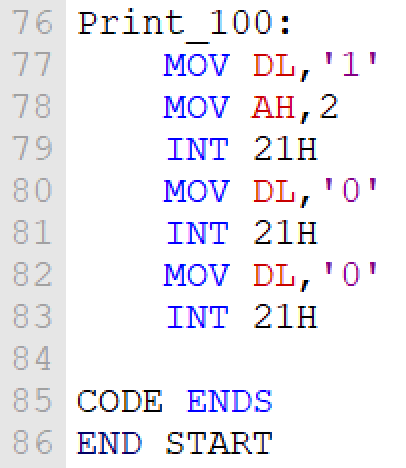 76 Print_100:
77     MOV DL,'1'
78     MOV AH,2
79     INT 21H
80     MOV DL,'0'
81     INT 21H
82     MOV DL,'0'
83     INT 21H
84
85 CODE ENDS
86 END START